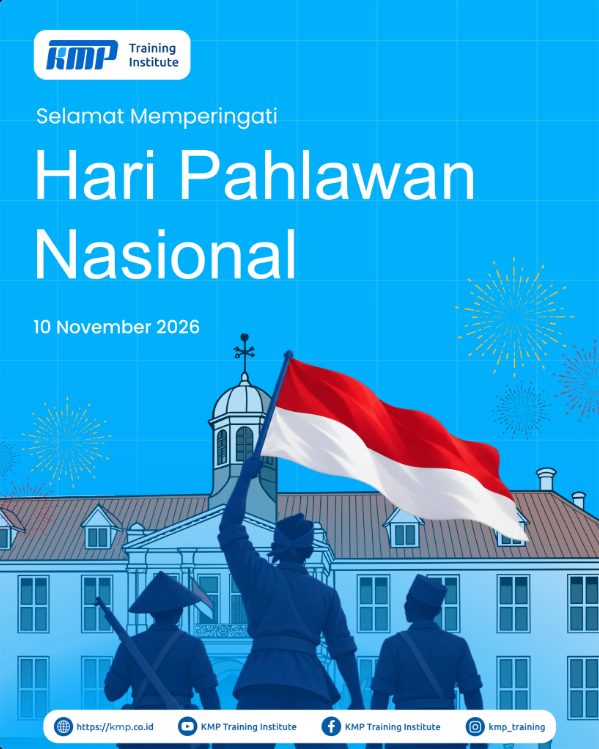 KMP Training
Institute
Selamat Memperingati
Hari Pahlawan
Nasional
10 November 2026
https://kmp.co.id KMP Training Institute KMP Training Institute kmp_training